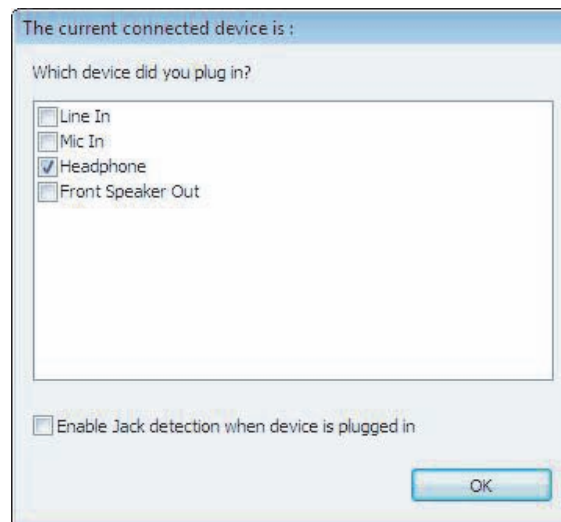 The current connected device is :
Which device did you plug in?
Line In
Mic In
Headphone
Front Speaker Out
Enable Jack detection when device is plugged in
OK